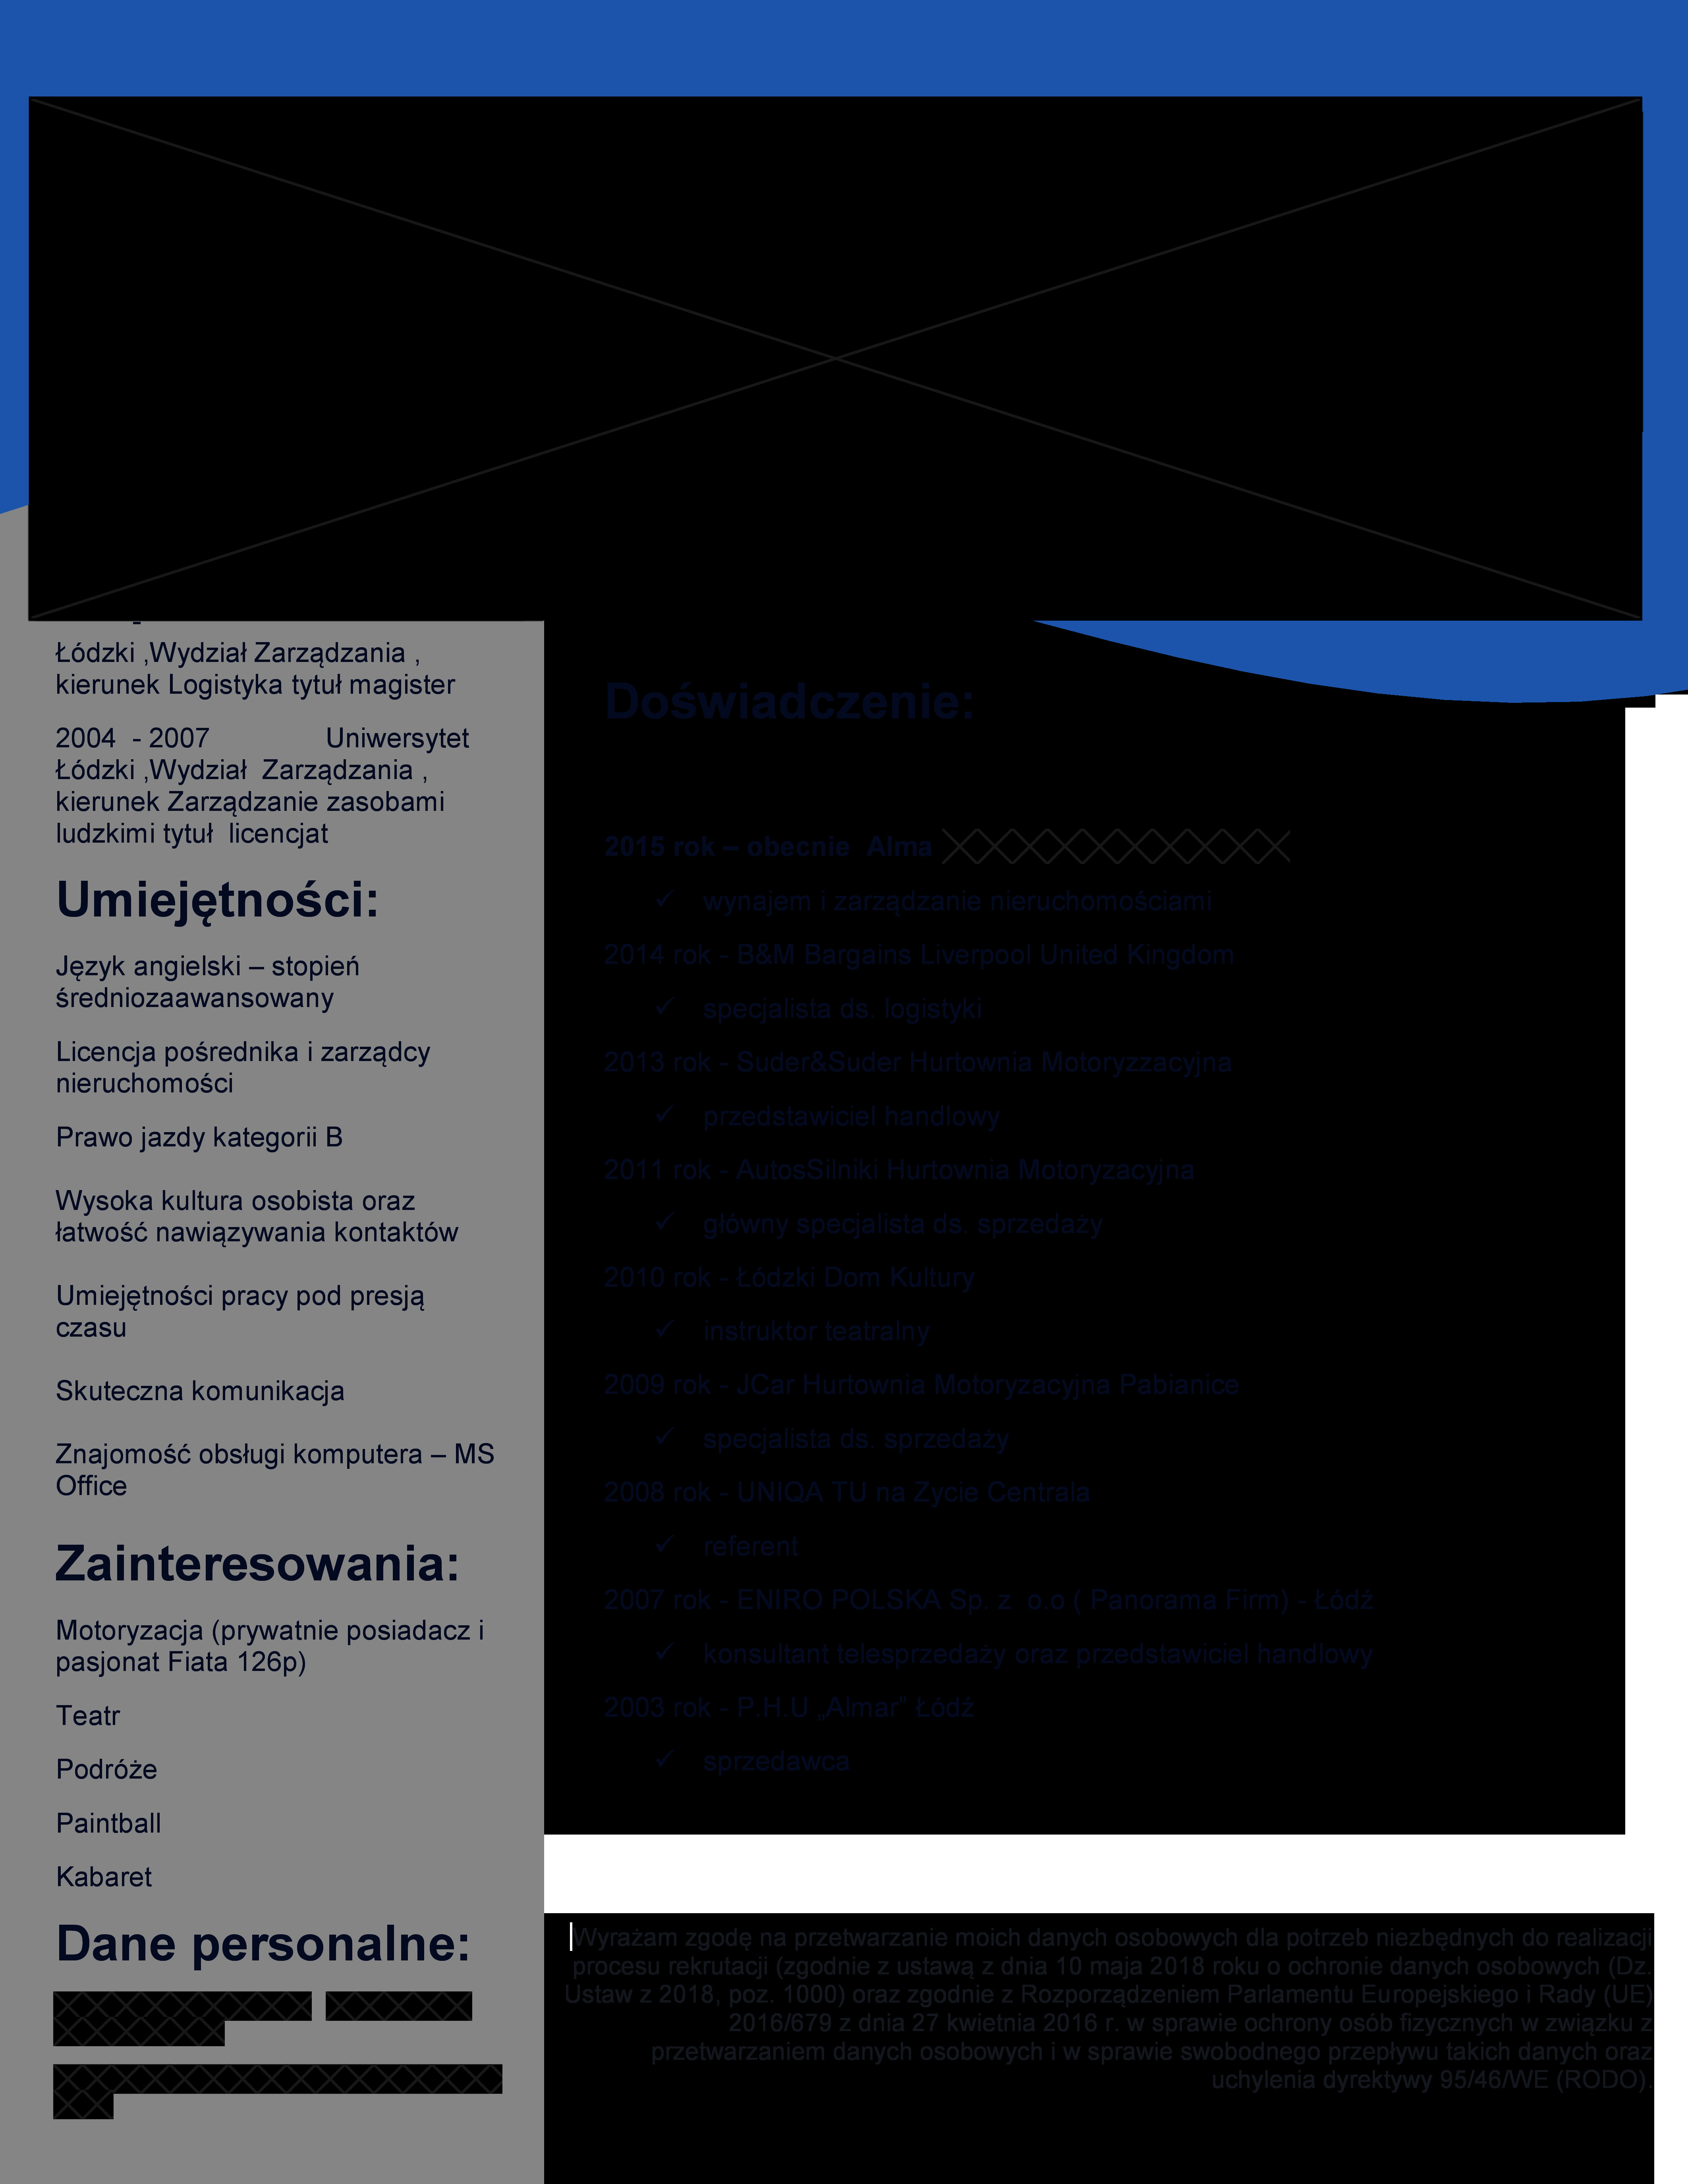 Łódzki ,Wydział Zarządzania ,
kierunek Logistyka tytuł magister
2004 - 2007 Uniwersytet
Łódzki ,Wydział Zarządzania ,
kierunek Zarządzanie zasobami
ludzkimi tytuł licencjat
Umiejętności:
Język angielski – stopień
średniozaawansowany
Licencja pośrednika i zarządcy
nieruchomości
Prawo jazdy kategorii B
Wysoka kultura osobista oraz
łatwość nawiązywania kontaktów
Umiejętności pracy pod presją
czasu
Skuteczna komunikacja
Znajomość obsługi komputera – MS
Office
Zainteresowania:
Motoryzacja (prywatnie posiadacz i
pasjonat Fiata 126p)
Teatr
Podróże
Paintball
Kabaret
Dane personalne:
Doświadczenie:
2015 rok – obecnie Alma
✓ wynajem i zarządzanie nieruchomościami
2014 rok - B&M Bargains Liverpool United Kingdom
✓ specjalista ds. logistyki
2013 rok - Suder&Suder Hurtownia Motoryzzacyjna
✓ przedstawiciel handlowy
2011 rok - AutosSilniki Hurtownia Motoryzacyjna
✓ główny specjalista ds. sprzedaży
2010 rok - Łódzki Dom Kultury
✓ instruktor teatralny
2009 rok - JCar Hurtownia Motoryzacyjna Pabianice
✓ specjalista ds. sprzedaży
2008 rok - UNIQA TU na Zycie Centrala
✓ referent
2007 rok - ENIRO POLSKA Sp. z o.o ( Panorama Firm) - Łódź
✓ konsultant telesprzedaży oraz przedstawiciel handlowy
2003 rok - P.H.U „Almar” Łódź
✓ sprzedawca
Wyrażam zgodę na przetwarzanie moich danych osobowych dla potrzeb niezbędnych do realizacji
procesu rekrutacji (zgodnie z ustawą z dnia 10 maja 2018 roku o ochronie danych osobowych (Dz.
Ustaw z 2018, poz. 1000) oraz zgodnie z Rozporządzeniem Parlamentu Europejskiego i Rady (UE)
2016/679 z dnia 27 kwietnia 2016 r. w sprawie ochrony osób fizycznych w związku z
przetwarzaniem danych osobowych i w sprawie swobodnego przepływu takich danych oraz
uchylenia dyrektywy 95/46/WE (RODO).